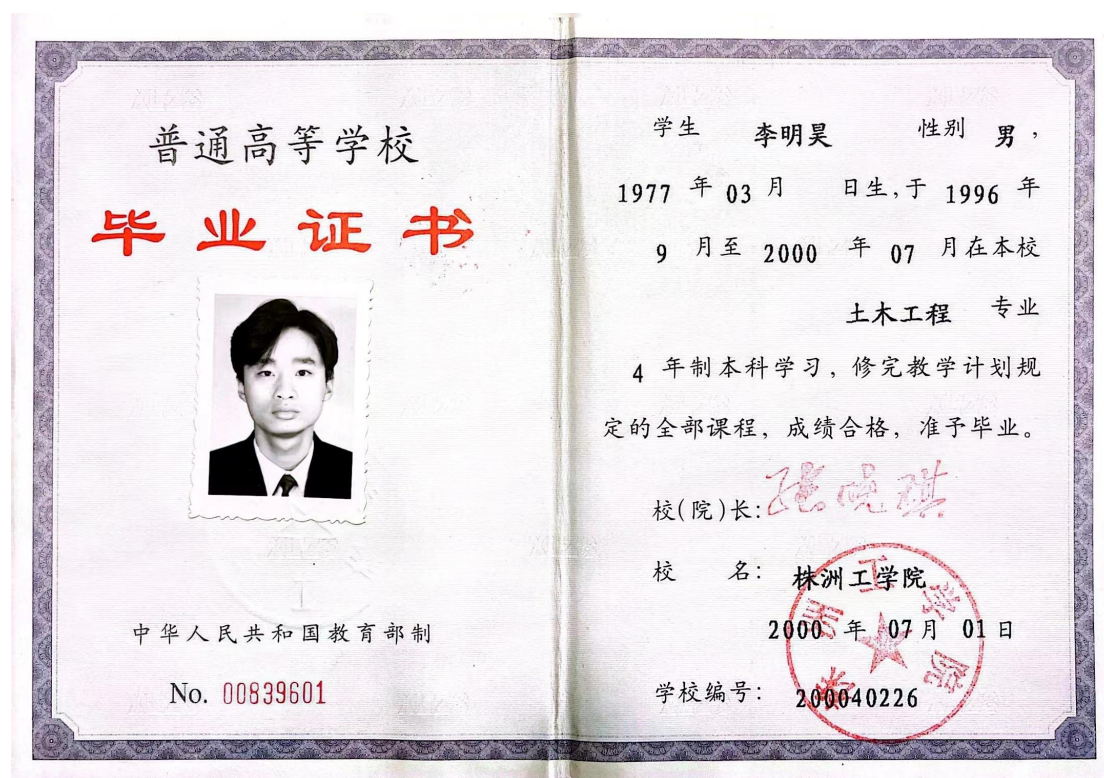 普通高等学校
毕业证书
中华人民共和国教育部制
No. 00839601
学生 李明昊 性别 男，
1977 年 03 月 日生,于 1996 年
9 月至 2000 年 07 月在本校
土木工程 专业
4 年制本科学习，修完教学计划规
定的全部课程，成绩合格，准予毕业。
校(院)长:
校 名: 株洲工学院
2000 年 07 月 01 日
学校编号: 200040226
株洲工学院